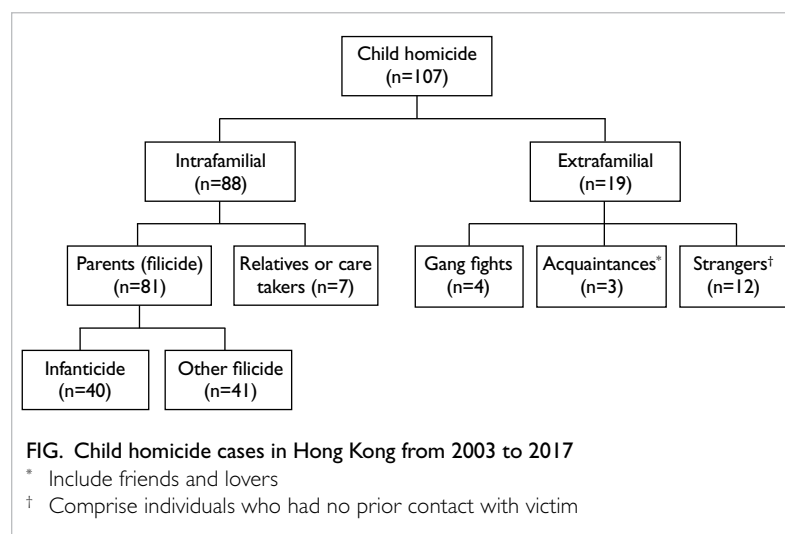 Child homicide
(n=107)
Intrafamilial
(n=88)
Extrafamilial
(n=19)
Parents (filicide)
(n=81)
Relatives or care
takers (n=7)
Gang fights
(n=4)
Acquaintances*
(n=3)
Strangers†
(n=12)
Infanticide
(n=40)
Other filicide
(n=41)
FIG. Child homicide cases in Hong Kong from 2003 to 2017
* Include friends and lovers
† Comprise individuals who had no prior contact with victim